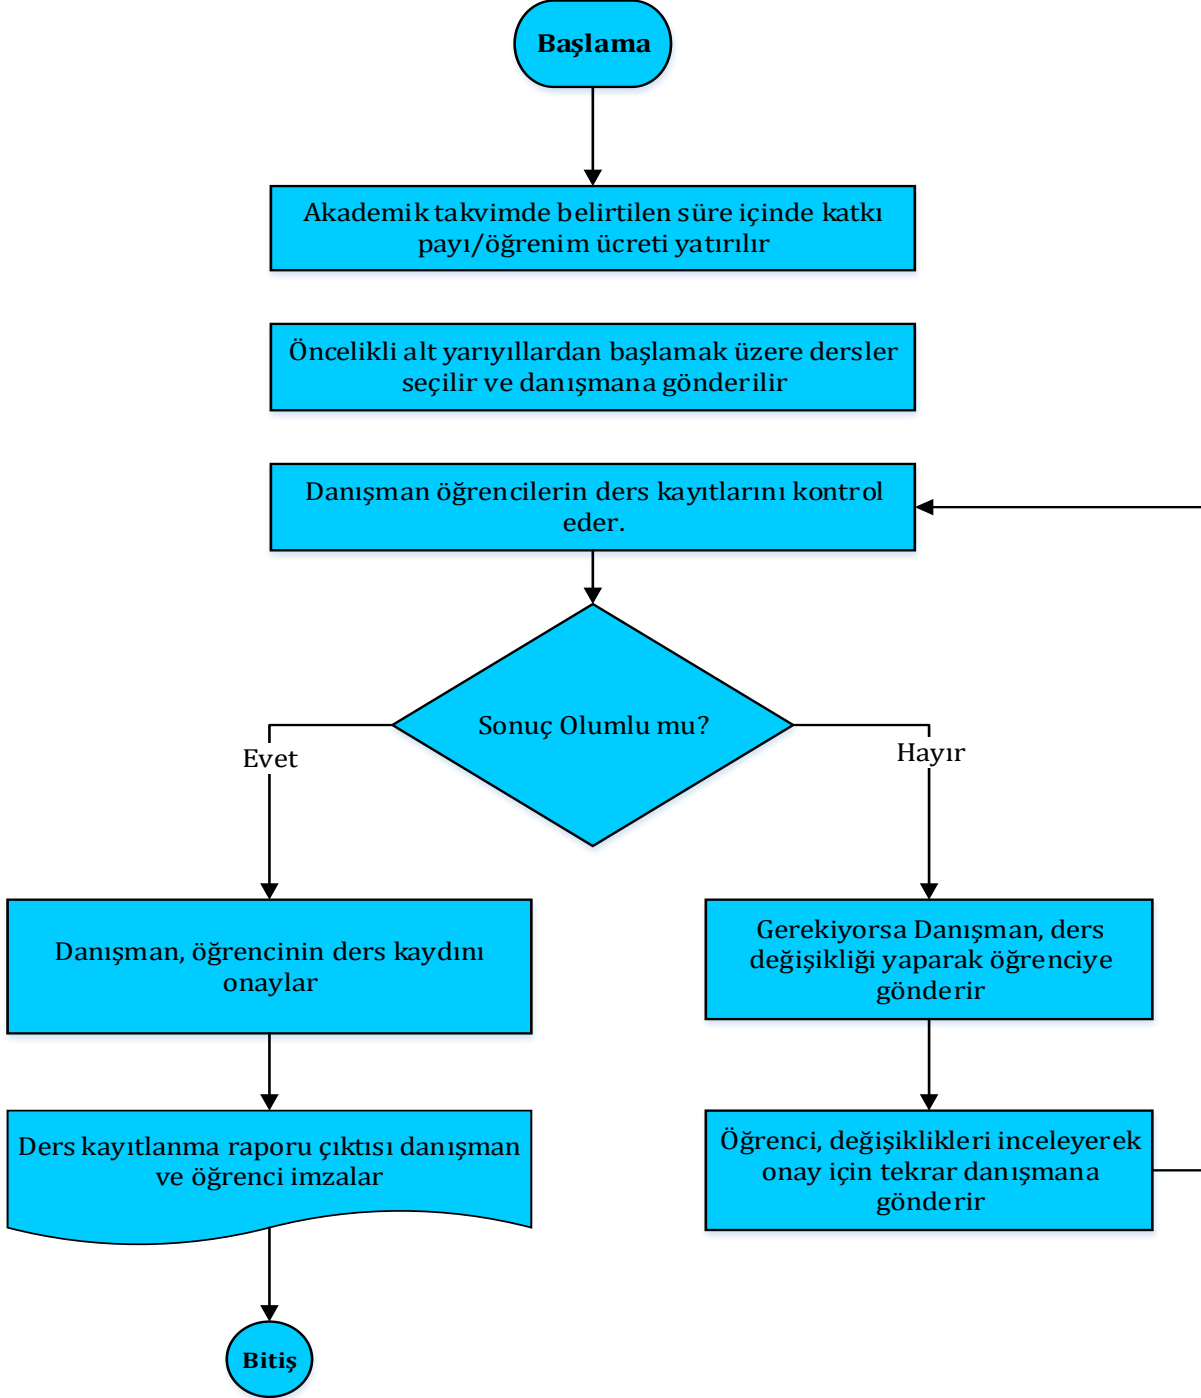 Başlama
Akademik takvimde belirtilen süre içinde katkı
payı/öğrenim ücreti yatırılır
Öncelikli alt yarıyıllardan başlamak üzere dersler
seçilir ve danışmana gönderilir
Danışman öğrencilerin ders kayıtlarını kontrol
eder.
Sonuç Olumlu mu?
Evet
Hayır
Danışman, öğrencinin ders kaydını
onaylar
Gerekiyorsa Danışman, ders
değişikliği yaparak öğrenciye
gönderir
Ders kayıtlanma raporu çıktısı danışman
ve öğrenci imzalar
Öğrenci, değişiklikleri inceleyerek
onay için tekrar danışmana
gönderir
Bitiş